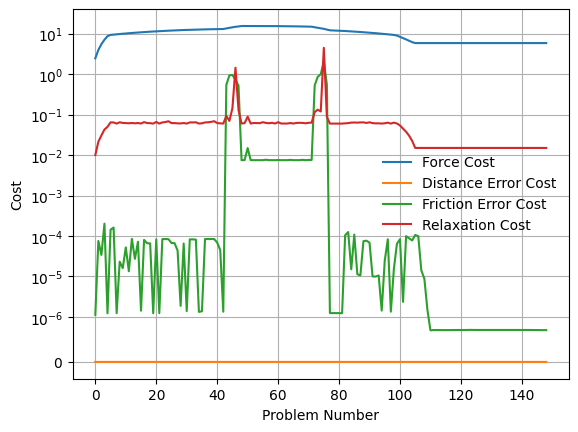 10¹
10⁰
10⁻¹
10⁻²
10⁻³
10⁻⁴
10⁻⁵
10⁻⁶
0
Cost
Force Cost
Distance Error Cost
Friction Error Cost
Relaxation Cost
0 20 40 60 80 100 120 140
Problem Number